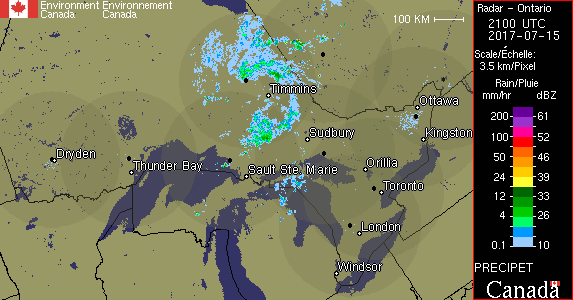 Environment Environnement
Canada Canada
100 KM
Timmins
Ottawa
Sudbury
Kingston
Dryden
Thunder Bay
Sault Ste. Marie
Orillia
Toronto
London
Windsor
Radar - Ontario
2100 UTC
2017-07-15
Scale/Échelle:
3.5 km/Pixel
Rain/Pluie
mm/hr dBZ
200 61
100 52
50 46
24 39
12 33
4 26
0.1 10
PRECIPET
Canada